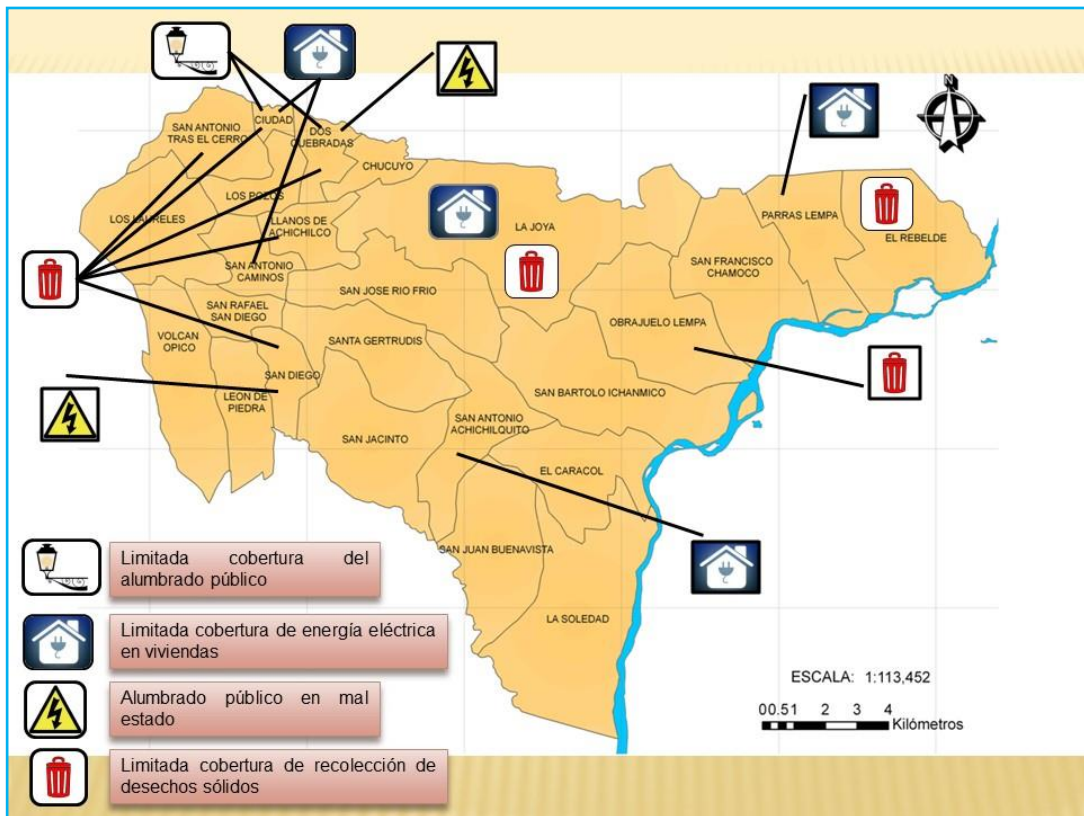 N
SAN ANTONIO
TRAS EL CERRO
CIUDAD
DOS
QUEBRADAS
CHUCUYO
LOS POZOS
LOS LAURELES
LLANOS DE
ACHICHILCO
LA JOYA
PARRAS LEMPA
EL REBELDE
SAN FRANCISCO
CHAMOCO
SAN ANTONIO
CAMINOS
SAN JOSE RIO FRIO
SAN RAFAEL
SAN DIEGO
OBRAJUELO LEMPA
VOLCAN
OPICO
SANTA GERTRUDIS
SAN DIEGO
LEON DE
PIEDRA
SAN BARTOLO ICHANMICO
SAN ANTONIO
ACHICHILQUITO
SAN JACINTO
EL CARACOL
SAN JUAN BUENAVISTA
LA SOLEDAD
Limitada cobertura del
alumbrado público
Limitada cobertura de energía eléctrica
en viviendas
Alumbrado público en mal
estado
Limitada cobertura de recolección de
desechos sólidos
ESCALA: 1:113,452
00.51 2 3 4
Kilómetros